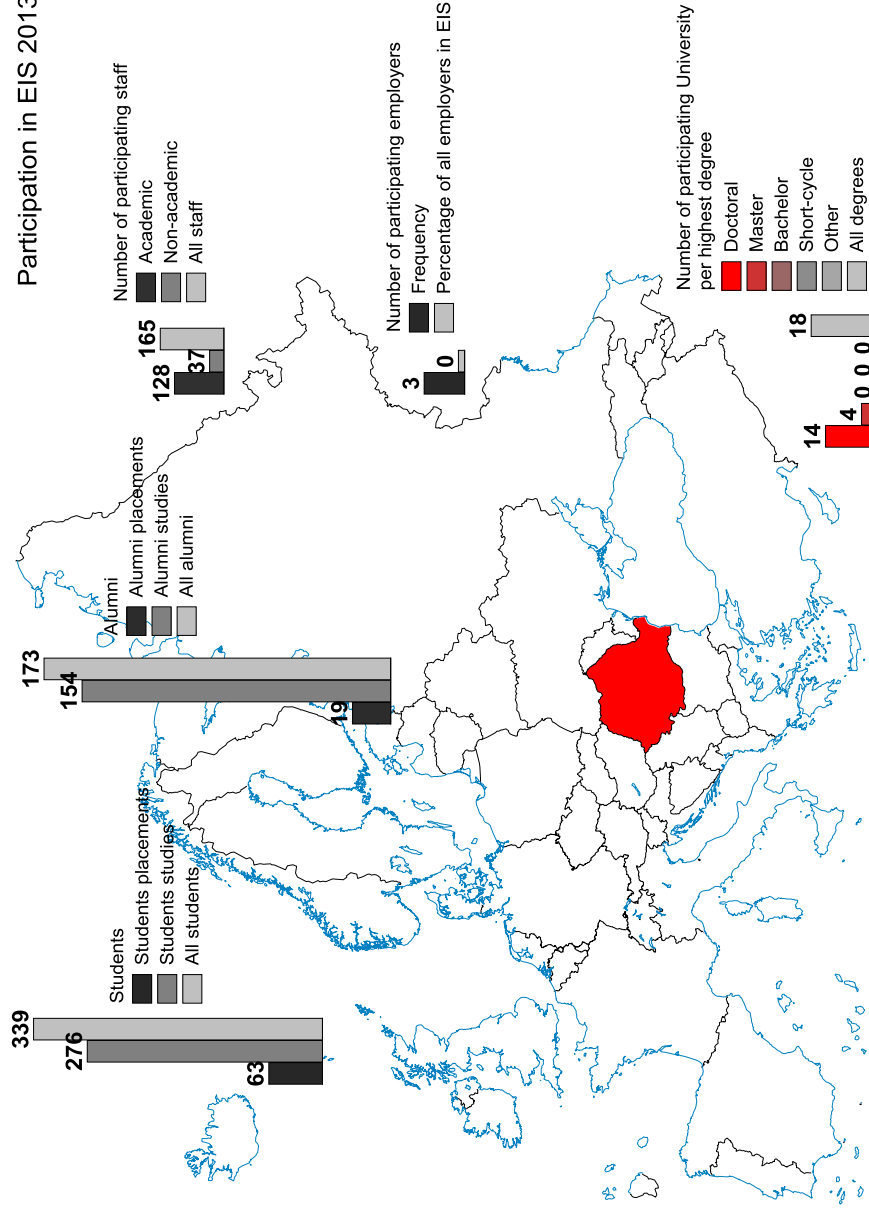 Participation in EIS 2013
Students
Students placements
Students studies
All students
63
276
339
Alumni
Alumni placements
Alumni studies
All alumni
19
154
173
Number of participating staff
Academic
Non-academic
All staff
128
37
165
Number of participating employers
Frequency
Percentage of all employers in EIS
3
0
Number of participating University
per highest degree
Doctoral
Master
Bachelor
Short-cycle
Other
All degrees
14
4
0
0
0
18